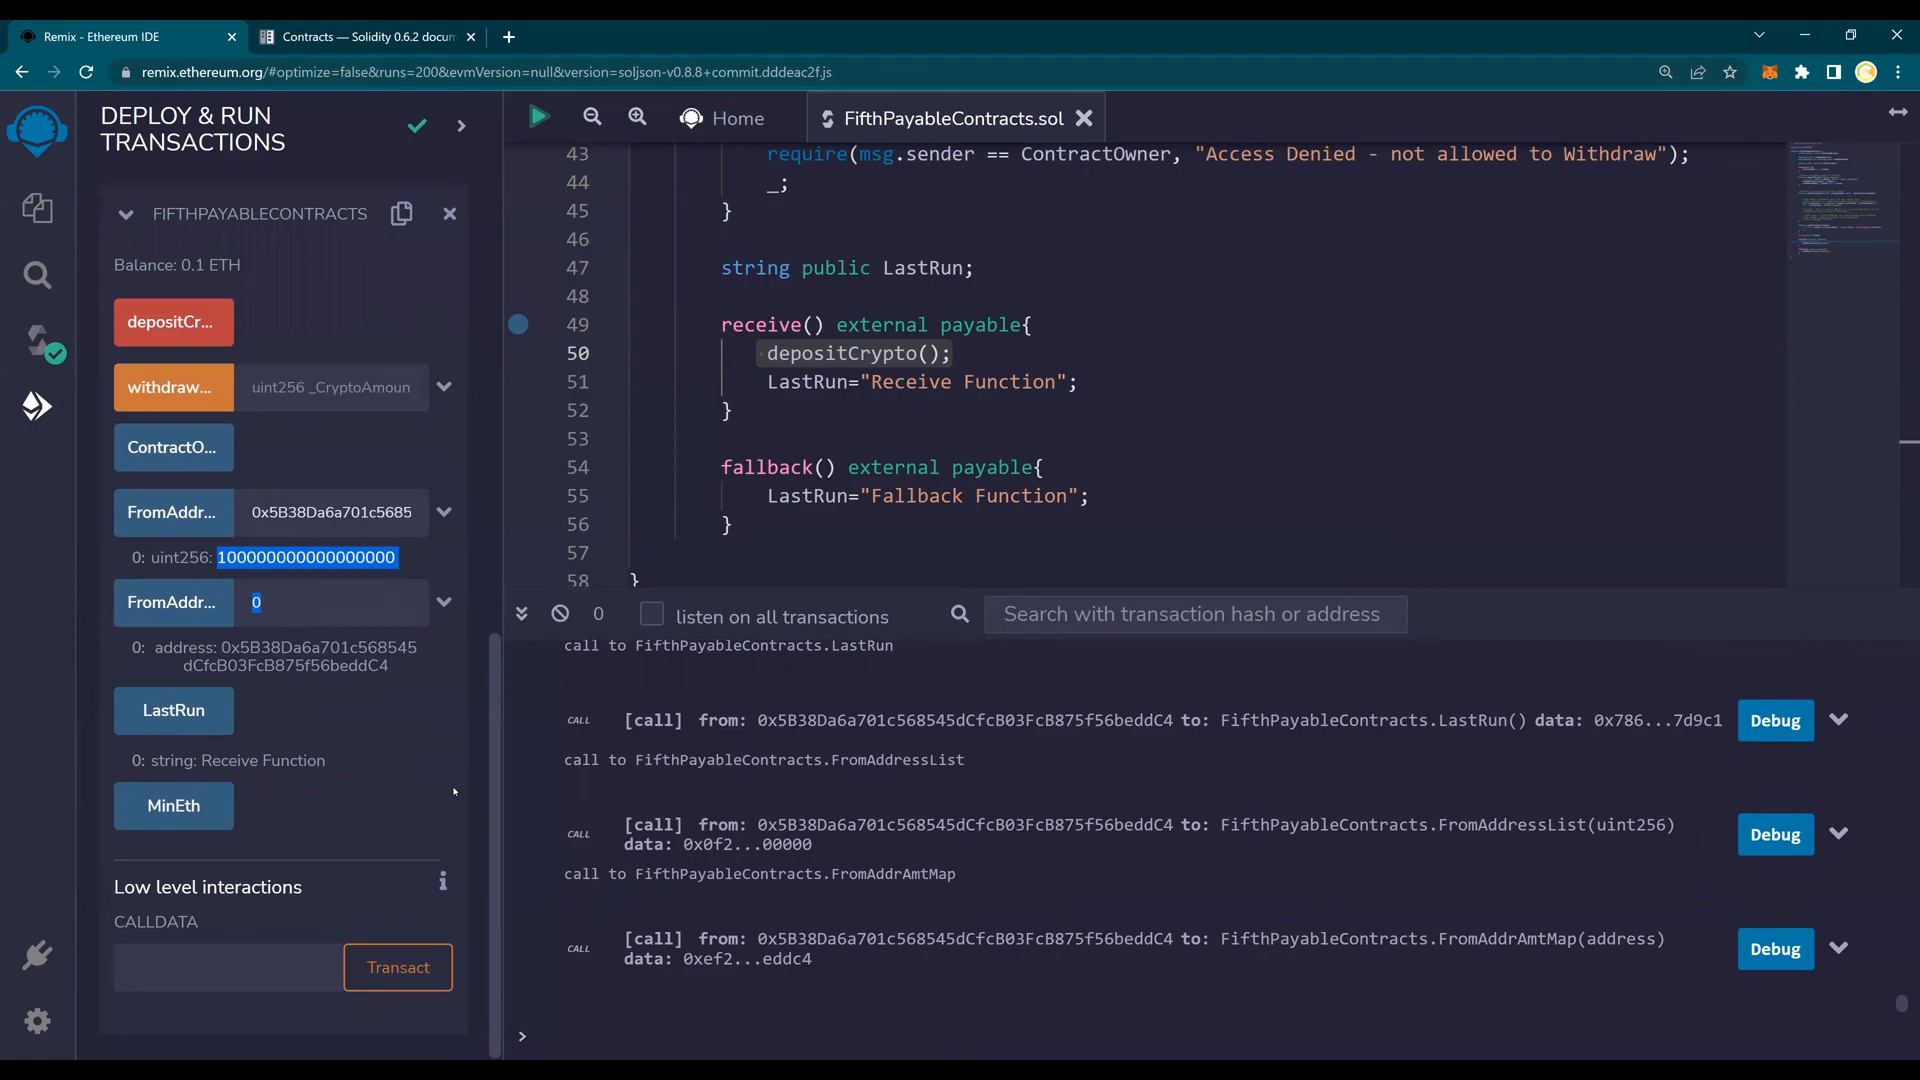 Remix - Ethereum IDE
Contracts — Solidity 0.6.2 docum
remix.ethereum.org/#optimize=false&runs=200&evmVersion=null&version=soljson-v0.8.8+commit.dddeac2f.js
DEPLOY & RUN
TRANSACTIONS
FIFTHPAYABLECONTRACTS
Balance: 0.1 ETH
depositCr...
withdraw... uint256 _CryptoAmoun
ContractO...
FromAddr... 0x5B38Da6a701c5685
0: uint256: 100000000000000000
FromAddr... 0
0: address: 0x5B38Da6a701c568545
dCfcB03FcB875f56beddC4
LastRun
0: string: Receive Function
MinEth
Low level interactions
CALLDATA
Transact
Home
FifthPayableContracts.sol
43 require(msg.sender == ContractOwner, "Access Denied - not allowed to Withdraw");
44 _;
45 }
46
47 string public LastRun;
48
49 receive() external payable{
50 depositCrypto();
51 LastRun="Receive Function";
52 }
53
54 fallback() external payable{
55 LastRun="Fallback Function";
56 }
57
58 }
0 listen on all transactions Search with transaction hash or address
call to FifthPayableContracts.LastRun
CALL [call] from: 0x5B38Da6a701c568545dCfcB03FcB875f56beddC4 to: FifthPayableContracts.LastRun() data: 0x786...7d9c1 Debug
call to FifthPayableContracts.FromAddressList
CALL [call] from: 0x5B38Da6a701c568545dCfcB03FcB875f56beddC4 to: FifthPayableContracts.FromAddressList(uint256) Debug
data: 0x0f2...00000
call to FifthPayableContracts.FromAddrAmtMap
CALL [call] from: 0x5B38Da6a701c568545dCfcB03FcB875f56beddC4 to: FifthPayableContracts.FromAddrAmtMap(address) Debug
data: 0xef2...eddc4
>